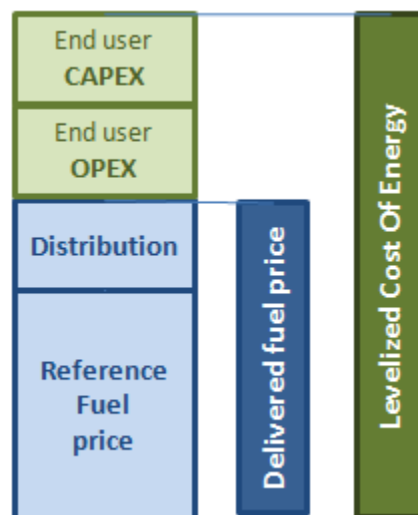 End user
CAPEX
End user
OPEX
Distribution
Reference
Fuel
price
Delivered fuel price
Levelized Cost Of Energy